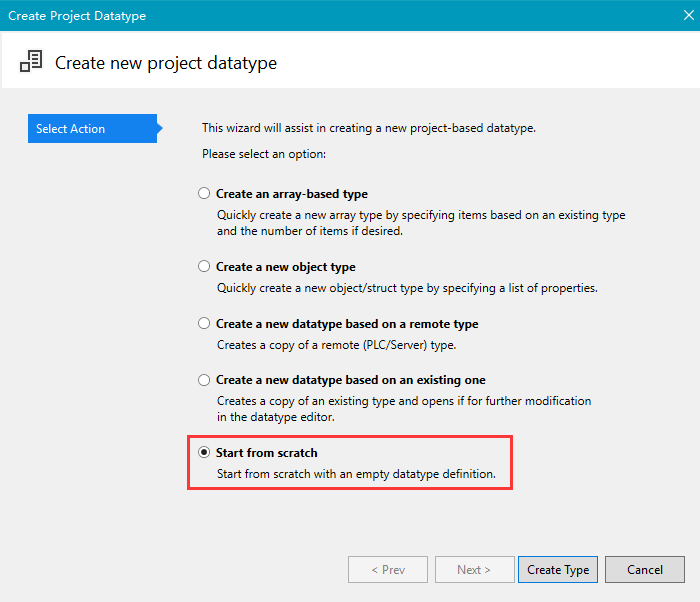 Create Project Datatype
Create new project datatype
Select Action
This wizard will assist in creating a new project-based datatype.
Please select an option:
Create an array-based type
Quickly create a new array type by specifying items based on an existing type
and the number of items if desired.
Create a new object type
Quickly create a new object/struct type by specifying a list of properties.
Create a new datatype based on a remote type
Creates a copy of a remote (PLC/Server) type.
Create a new datatype based on an existing one
Creates a copy of an existing type and opens if for further modification
in the datatype editor.
Start from scratch
Start from scratch with an empty datatype definition.
< Prev
Next >
Create Type
Cancel